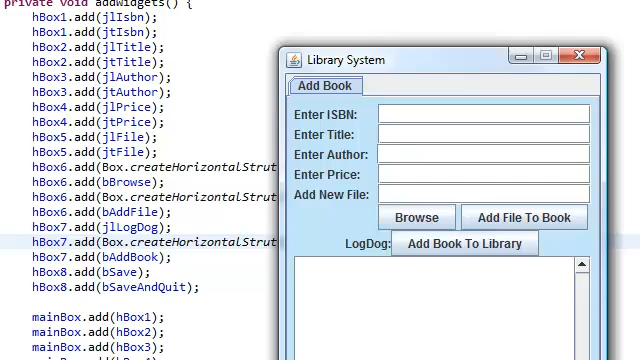 private void addWidgets() {
hBox1.add(jlIsbn);
hBox1.add(jtIsbn);
hBox2.add(jlTitle);
hBox2.add(jtTitle);
hBox3.add(jlAuthor);
hBox3.add(jtAuthor);
hBox4.add(jlPrice);
hBox4.add(jtPrice);
hBox5.add(jlFile);
hBox5.add(jtFile);
hBox6.add(Box.createHorizontalStrut
hBox6.add(bBrowse);
hBox6.add(Box.createHorizontalStrut
hBox6.add(bAddFile);
hBox7.add(jlLogDog);
hBox7.add(Box.createHorizontalStrut
hBox7.add(bAddBook);
hBox8.add(bSave);
hBox8.add(bSaveAndQuit);
mainBox.add(hBox1);
mainBox.add(hBox2);
mainBox.add(hBox3);
Library System
Add Book
Enter ISBN:
Enter Title:
Enter Author:
Enter Price:
Add New File:
Browse Add File To Book
LogDog: Add Book To Library